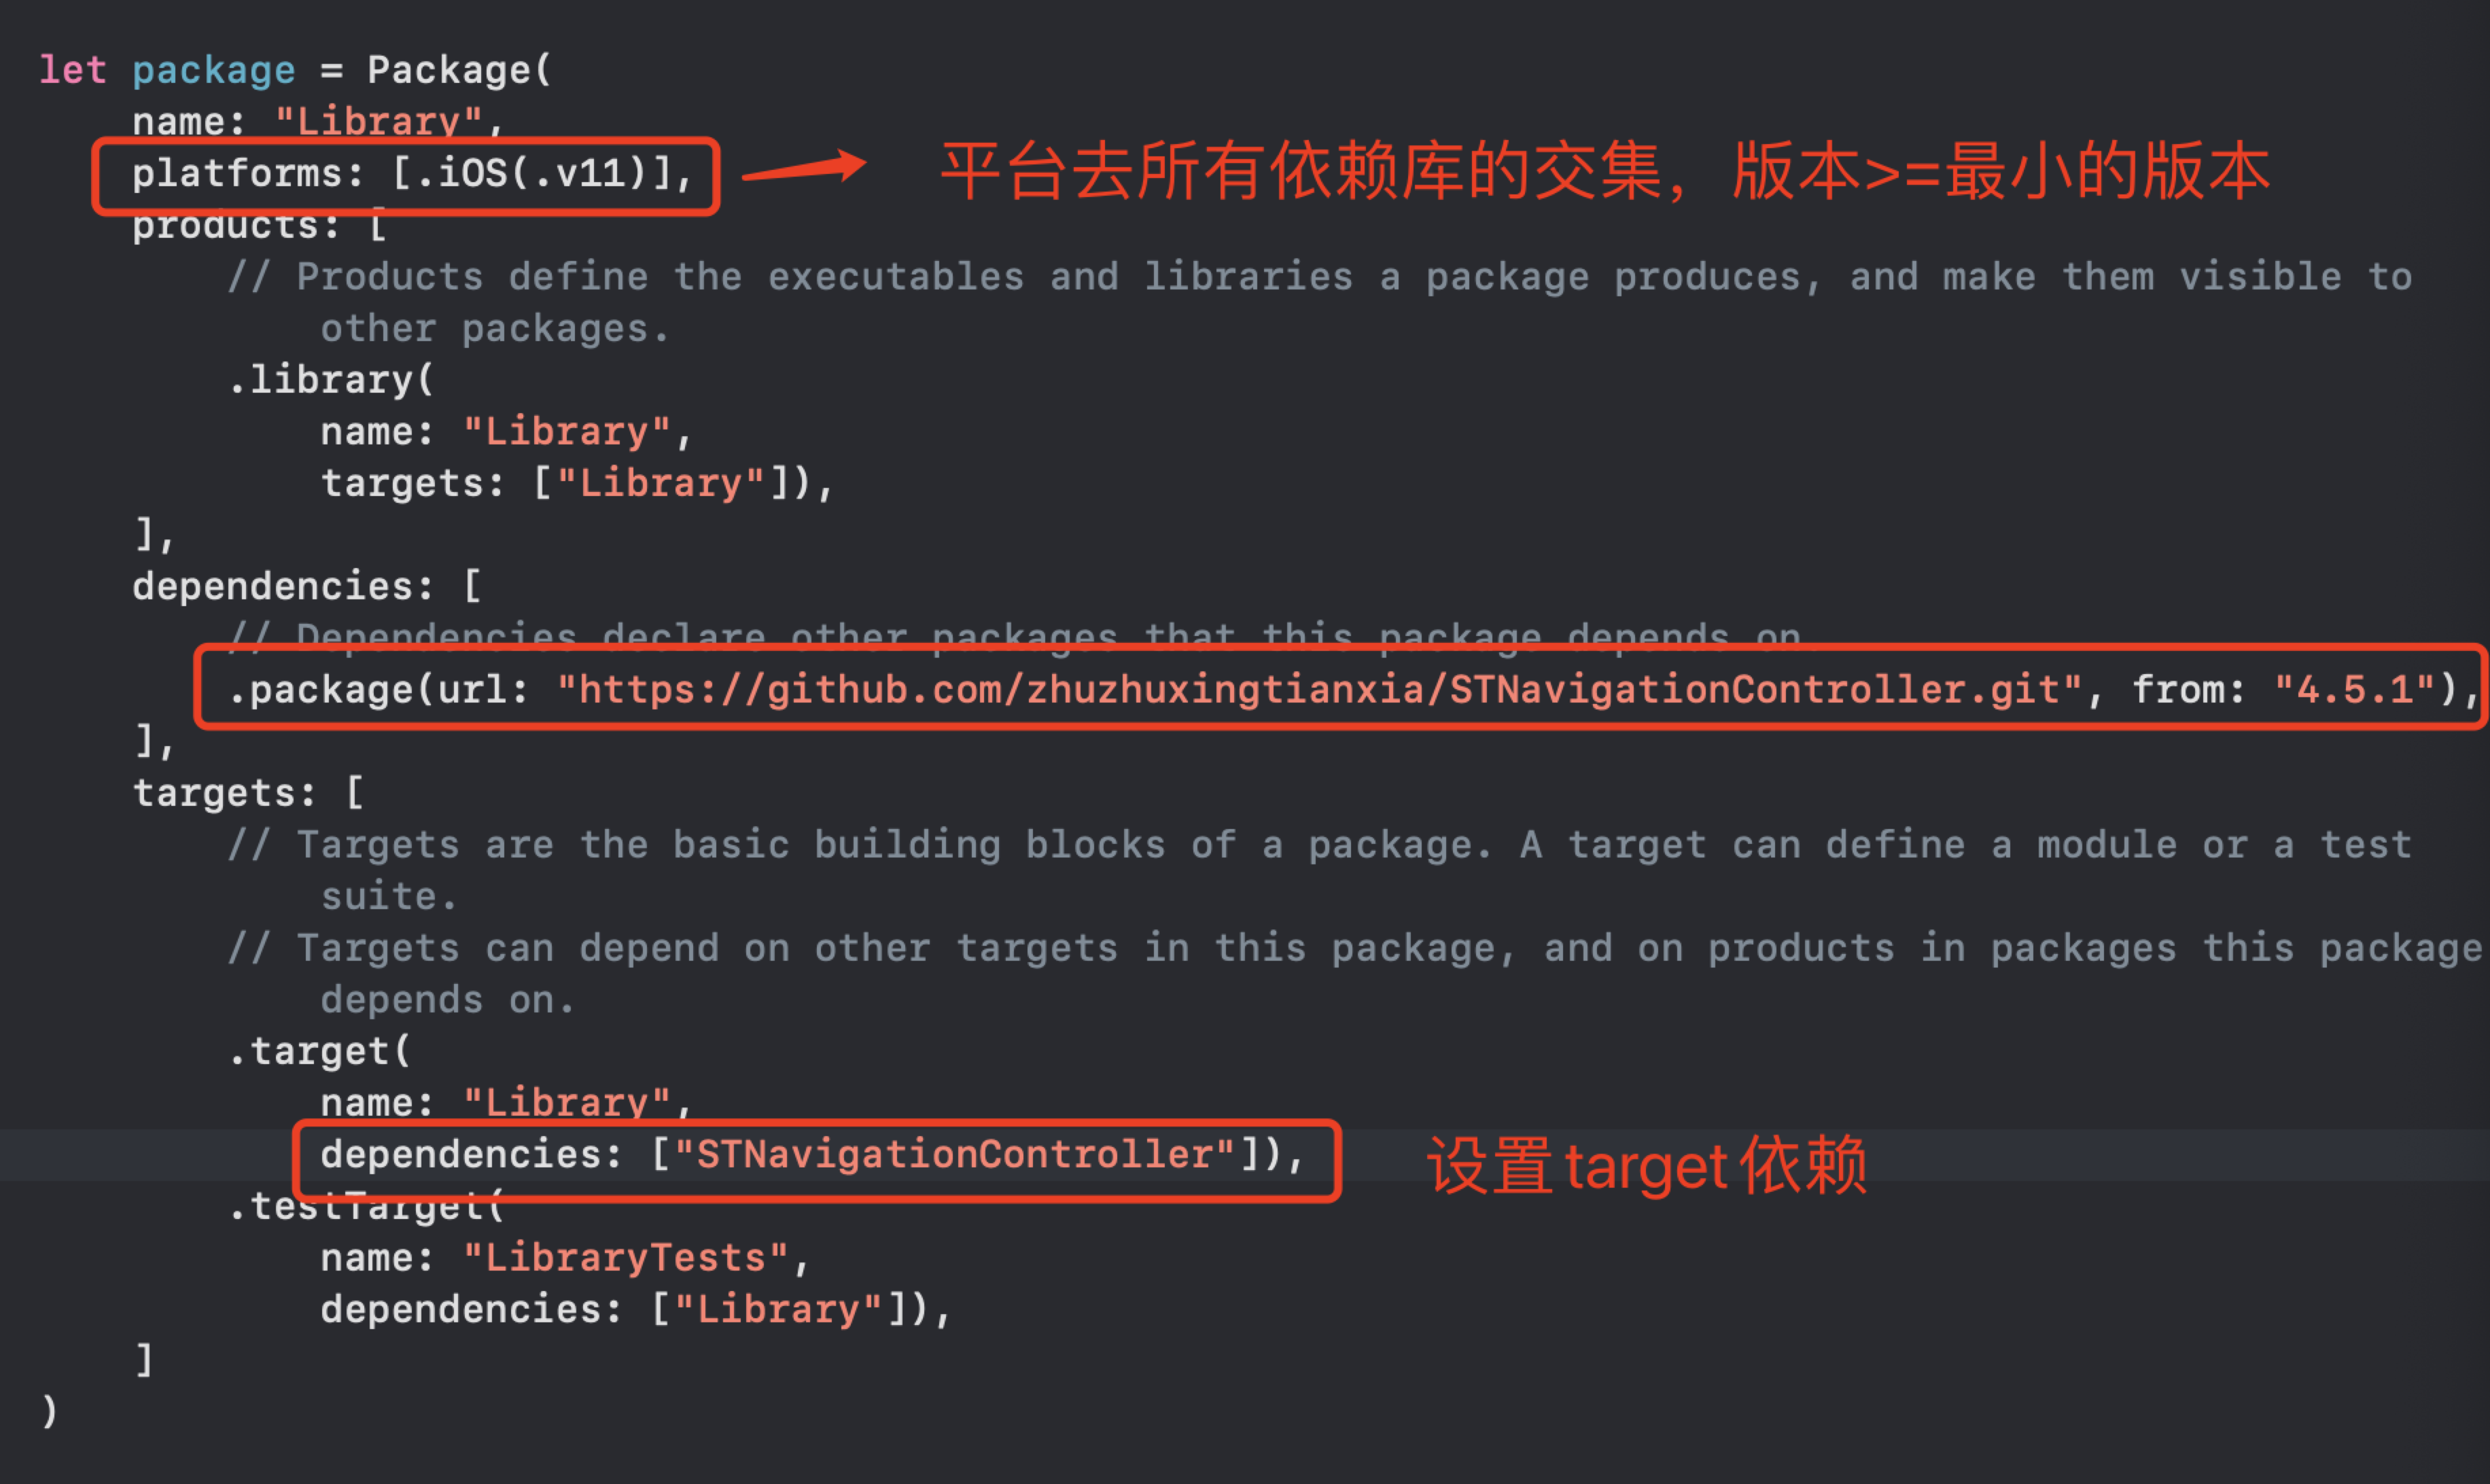 let package = Package(
name: "Library",
platforms: [.iOS(.v11)],
平台去所有依赖库的交集，版本>=最小的版本
products: [
// Products define the executables and libraries a package produces, and make them visible to
other packages.
.library(
name: "Library",
targets: ["Library"]),
],
dependencies: [
// Dependencies declare other packages that this package depends on.
.package(url: "https://github.com/zhuzhuxingtianxia/STNavigationController.git", from: "4.5.1"),
],
targets: [
// Targets are the basic building blocks of a package. A target can define a module or a test
suite.
// Targets can depend on other targets in this package, and on products in packages this package
depends on.
.target(
name: "Library",
dependencies: ["STNavigationController"]),
设置 target 依赖
.testTarget(
name: "LibraryTests",
dependencies: ["Library"]),
]
)